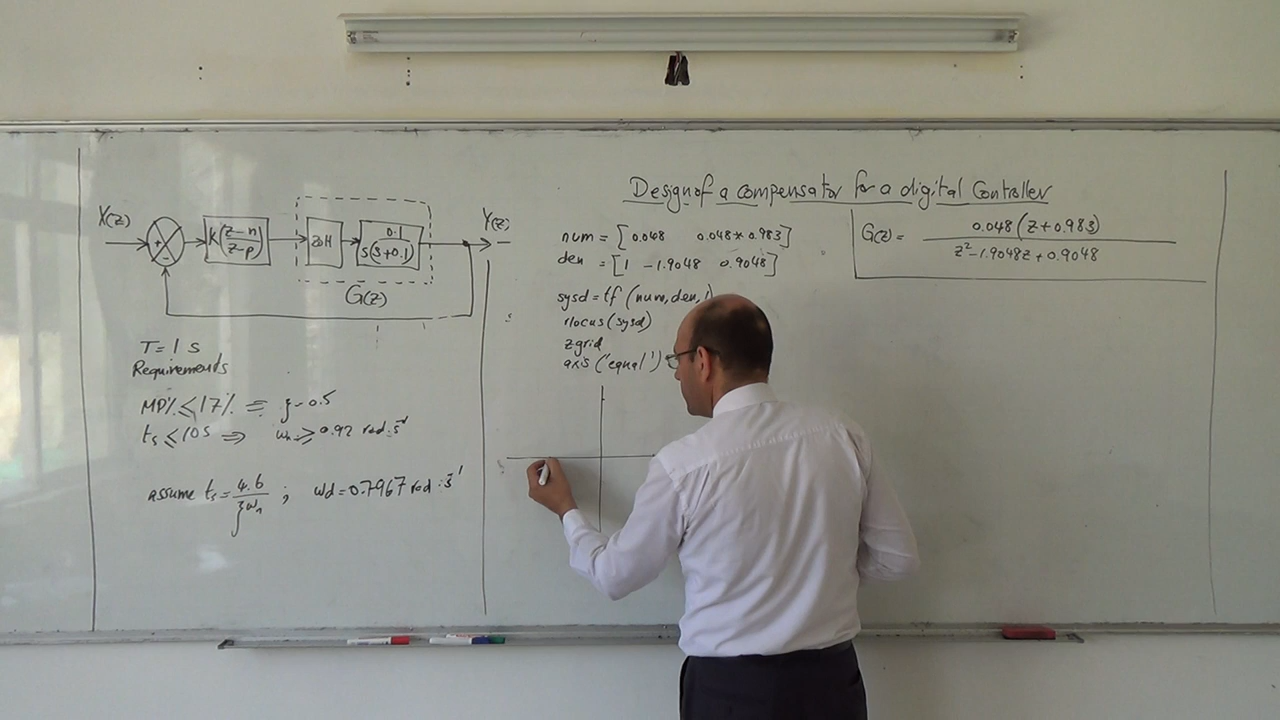 Design of a compensator for a digital Controller
X(z)
+
-
K(z-n / z-p)
ZOH
0.1 / s(s+0.1)
Y(z)
G(z)
T=1 s
Requirements
MP% ≤ 17% ⇒ ζ=0.5
ts ≤ 10s ⇒ wn ≥ 0.92 rad.s⁻¹
assume ts = 4.6 / ζwn ; wd = 0.7967 rad.s⁻¹
num = [0.048 0.048*0.983]
den = [1 -1.9048 0.9048]
sysd = tf(num,den,1)
rlocus(sysd)
zgrid
axis('equal')
G(z) = 0.048(z+0.983) / z²-1.9048z+0.9048